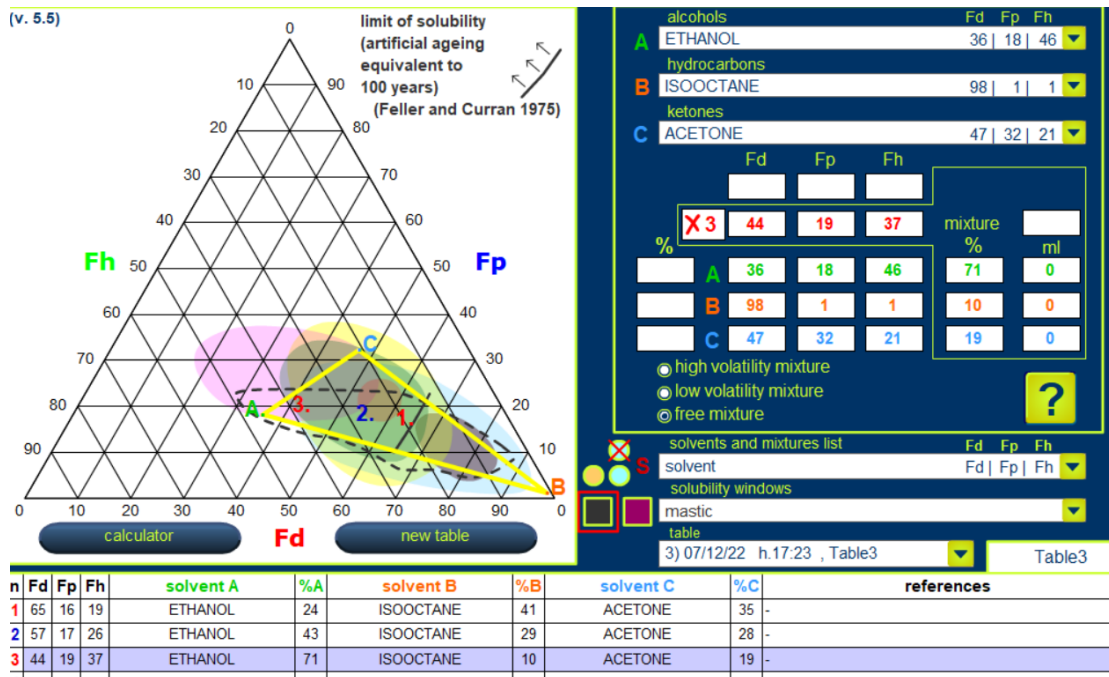 (v. 5.5)
limit of solubility
(artificial ageing
equivalent to
100 years)
(Feller and Curran 1975)
0
10 90
20 80
30 70
40 60
Fh 50 50 Fp
60 40
70 30
80 20
90 10
A. 3. 2. 1. C .B
0 10 20 30 40 50 60 70 80 90 0
calculator Fd new table
alcohols Fd Fp Fh
A ETHANOL 36 | 18 | 46
hydrocarbons
B ISOOCTANE 98 | 1 | 1
ketones
C ACETONE 47 | 32 | 21
Fd Fp Fh
X 3 44 19 37 mixture
% % ml
A 36 18 46 71 0
B 98 1 1 10 0
C 47 32 21 19 0
high volatility mixture
low volatility mixture
free mixture
?
solvents and mixtures list Fd Fp Fh
S solvent Fd | Fp | Fh
solubility windows
mastic
table
3) 07/12/22 h.17:23 , Table3
Table3
n Fd Fp Fh solvent A %A solvent B %B solvent C %C references
1 65 16 19 ETHANOL 24 ISOOCTANE 41 ACETONE 35 -
2 57 17 26 ETHANOL 43 ISOOCTANE 29 ACETONE 28 -
3 44 19 37 ETHANOL 71 ISOOCTANE 10 ACETONE 19 -